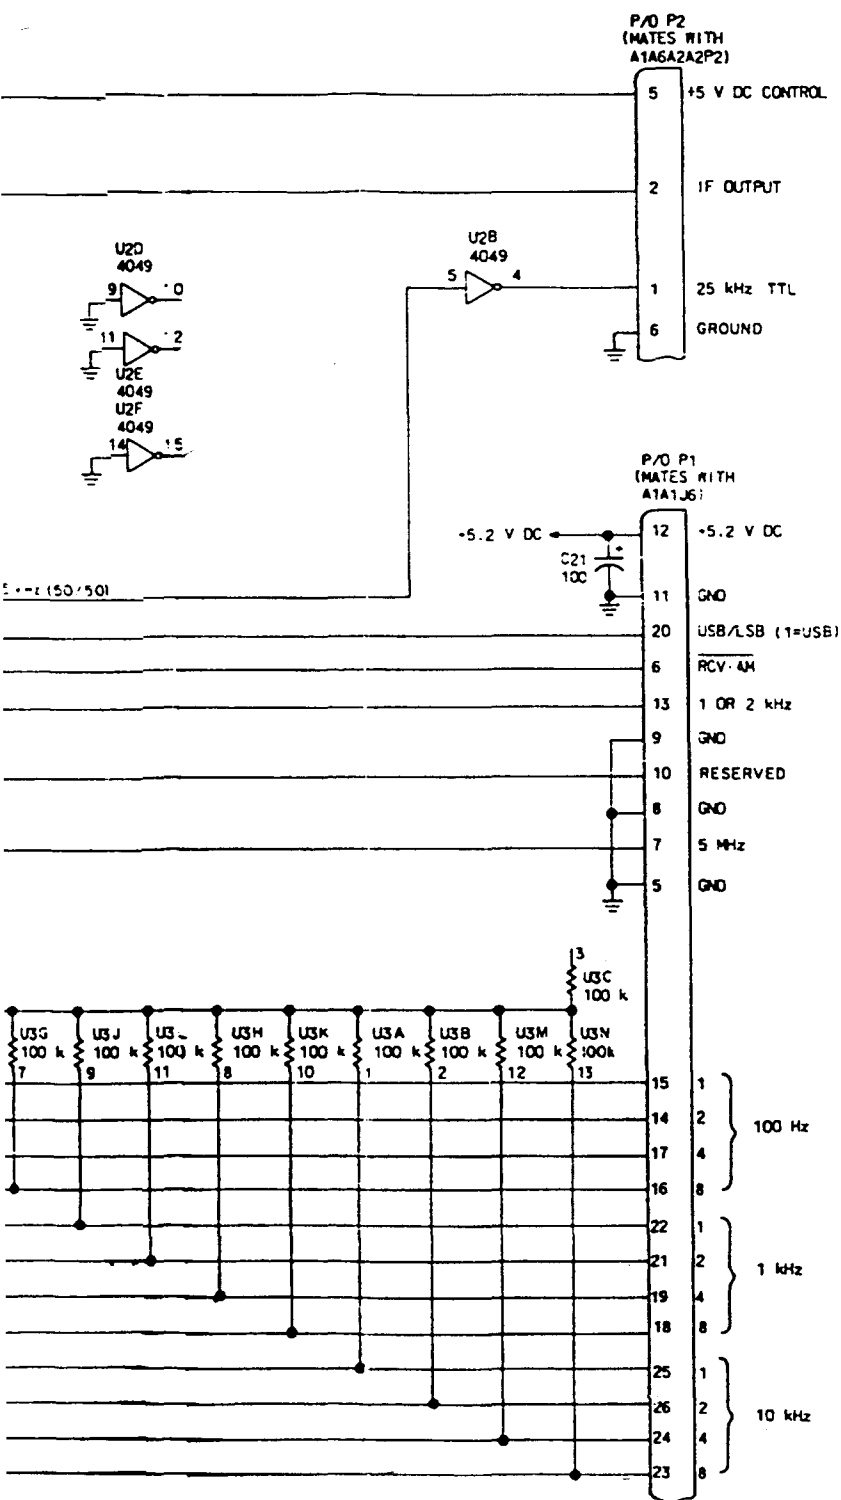 P/O P2
(MATES WITH
A1A6A2A2P2)
5 +5 V DC CONTROL
2 IF OUTPUT
U2B
4049
5 4
1 25 kHz TTL
6 GROUND
U2D
4049
9 10
11 12
U2E
4049
U2F
4049
14 15
P/O P1
(MATES WITH
A1A1J6)
+5.2 V DC
12 +5.2 V DC
C21
100
+
(50/50)
11 GND
20 USB/LSB (1=USB)
6 RCV·AM
13 1 OR 2 kHz
9 GND
10 RESERVED
8 GND
7 5 MHz
5 GND
3
U3C
100 k
U3G U3J U3H U3K U3A U3B U3M U3N
100 k 100 k 100 k 100 k 100 k 100 k 100 k 100 k 100k
7 9 11 8 10 1 2 12 13
15 1
14 2
17 4
16 8
100 Hz
22 1
21 2
19 4
18 8
1 kHz
25 1
26 2
24 4
23 8
10 kHz